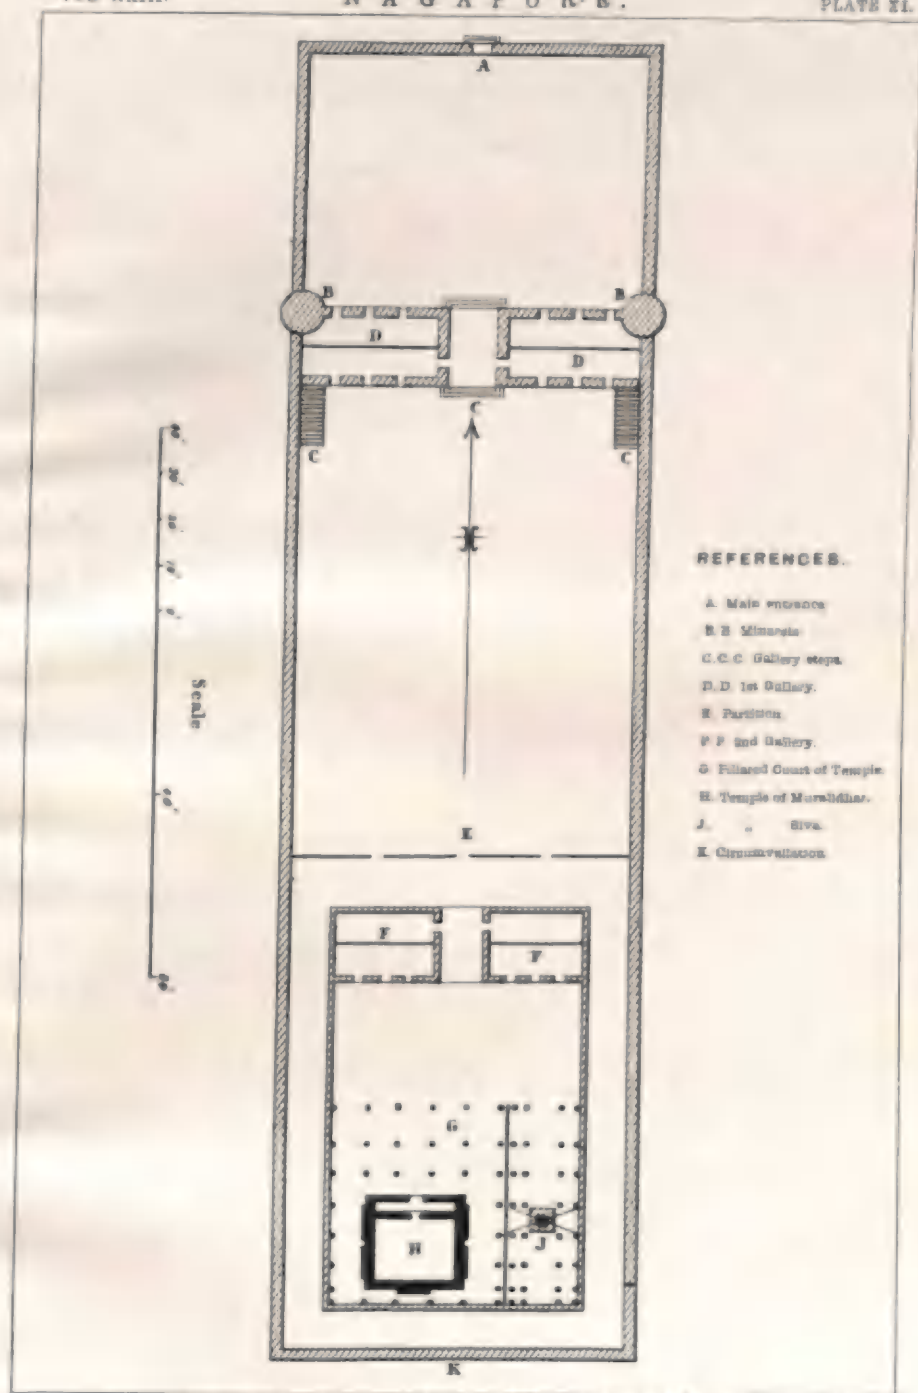 NAGAPORE.
PLATE XI.
A
B
B
D
D
C
C
C
Scale
E
F
F
G
H
J
K
REFERENCES.
A Main entrance
B. B Minarets
C. C. C Gallery steps.
D. D. 1st Gallery.
E Partition
F F 2nd Gallery.
G Pillared Court of Temple.
H. Temple of Muralidhar.
J. „ Siva.
K Circumvallation